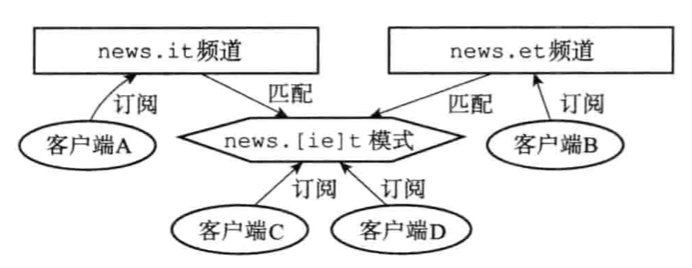 news.it频道
news.et频道
订阅
匹配
匹配
订阅
客户端A
news.[ie]t 模式
客户端B
订阅
订阅
客户端C
客户端D